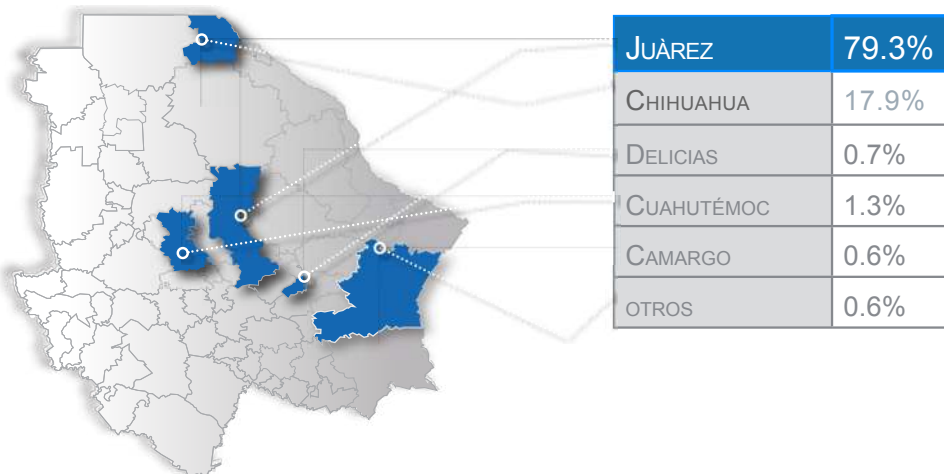 JUÀREZ 79.3%
CHIHUAHUA 17.9%
DELICIAS 0.7%
CUAHUTÉMOC 1.3%
CAMARGO 0.6%
OTROS 0.6%